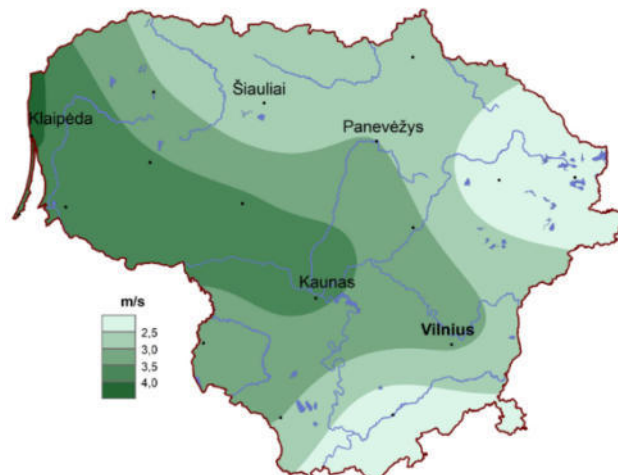 Šiauliai
Klaipėda
Panevėžys
Kaunas
Vilnius
m/s
2,5
3,0
3,5
4,0